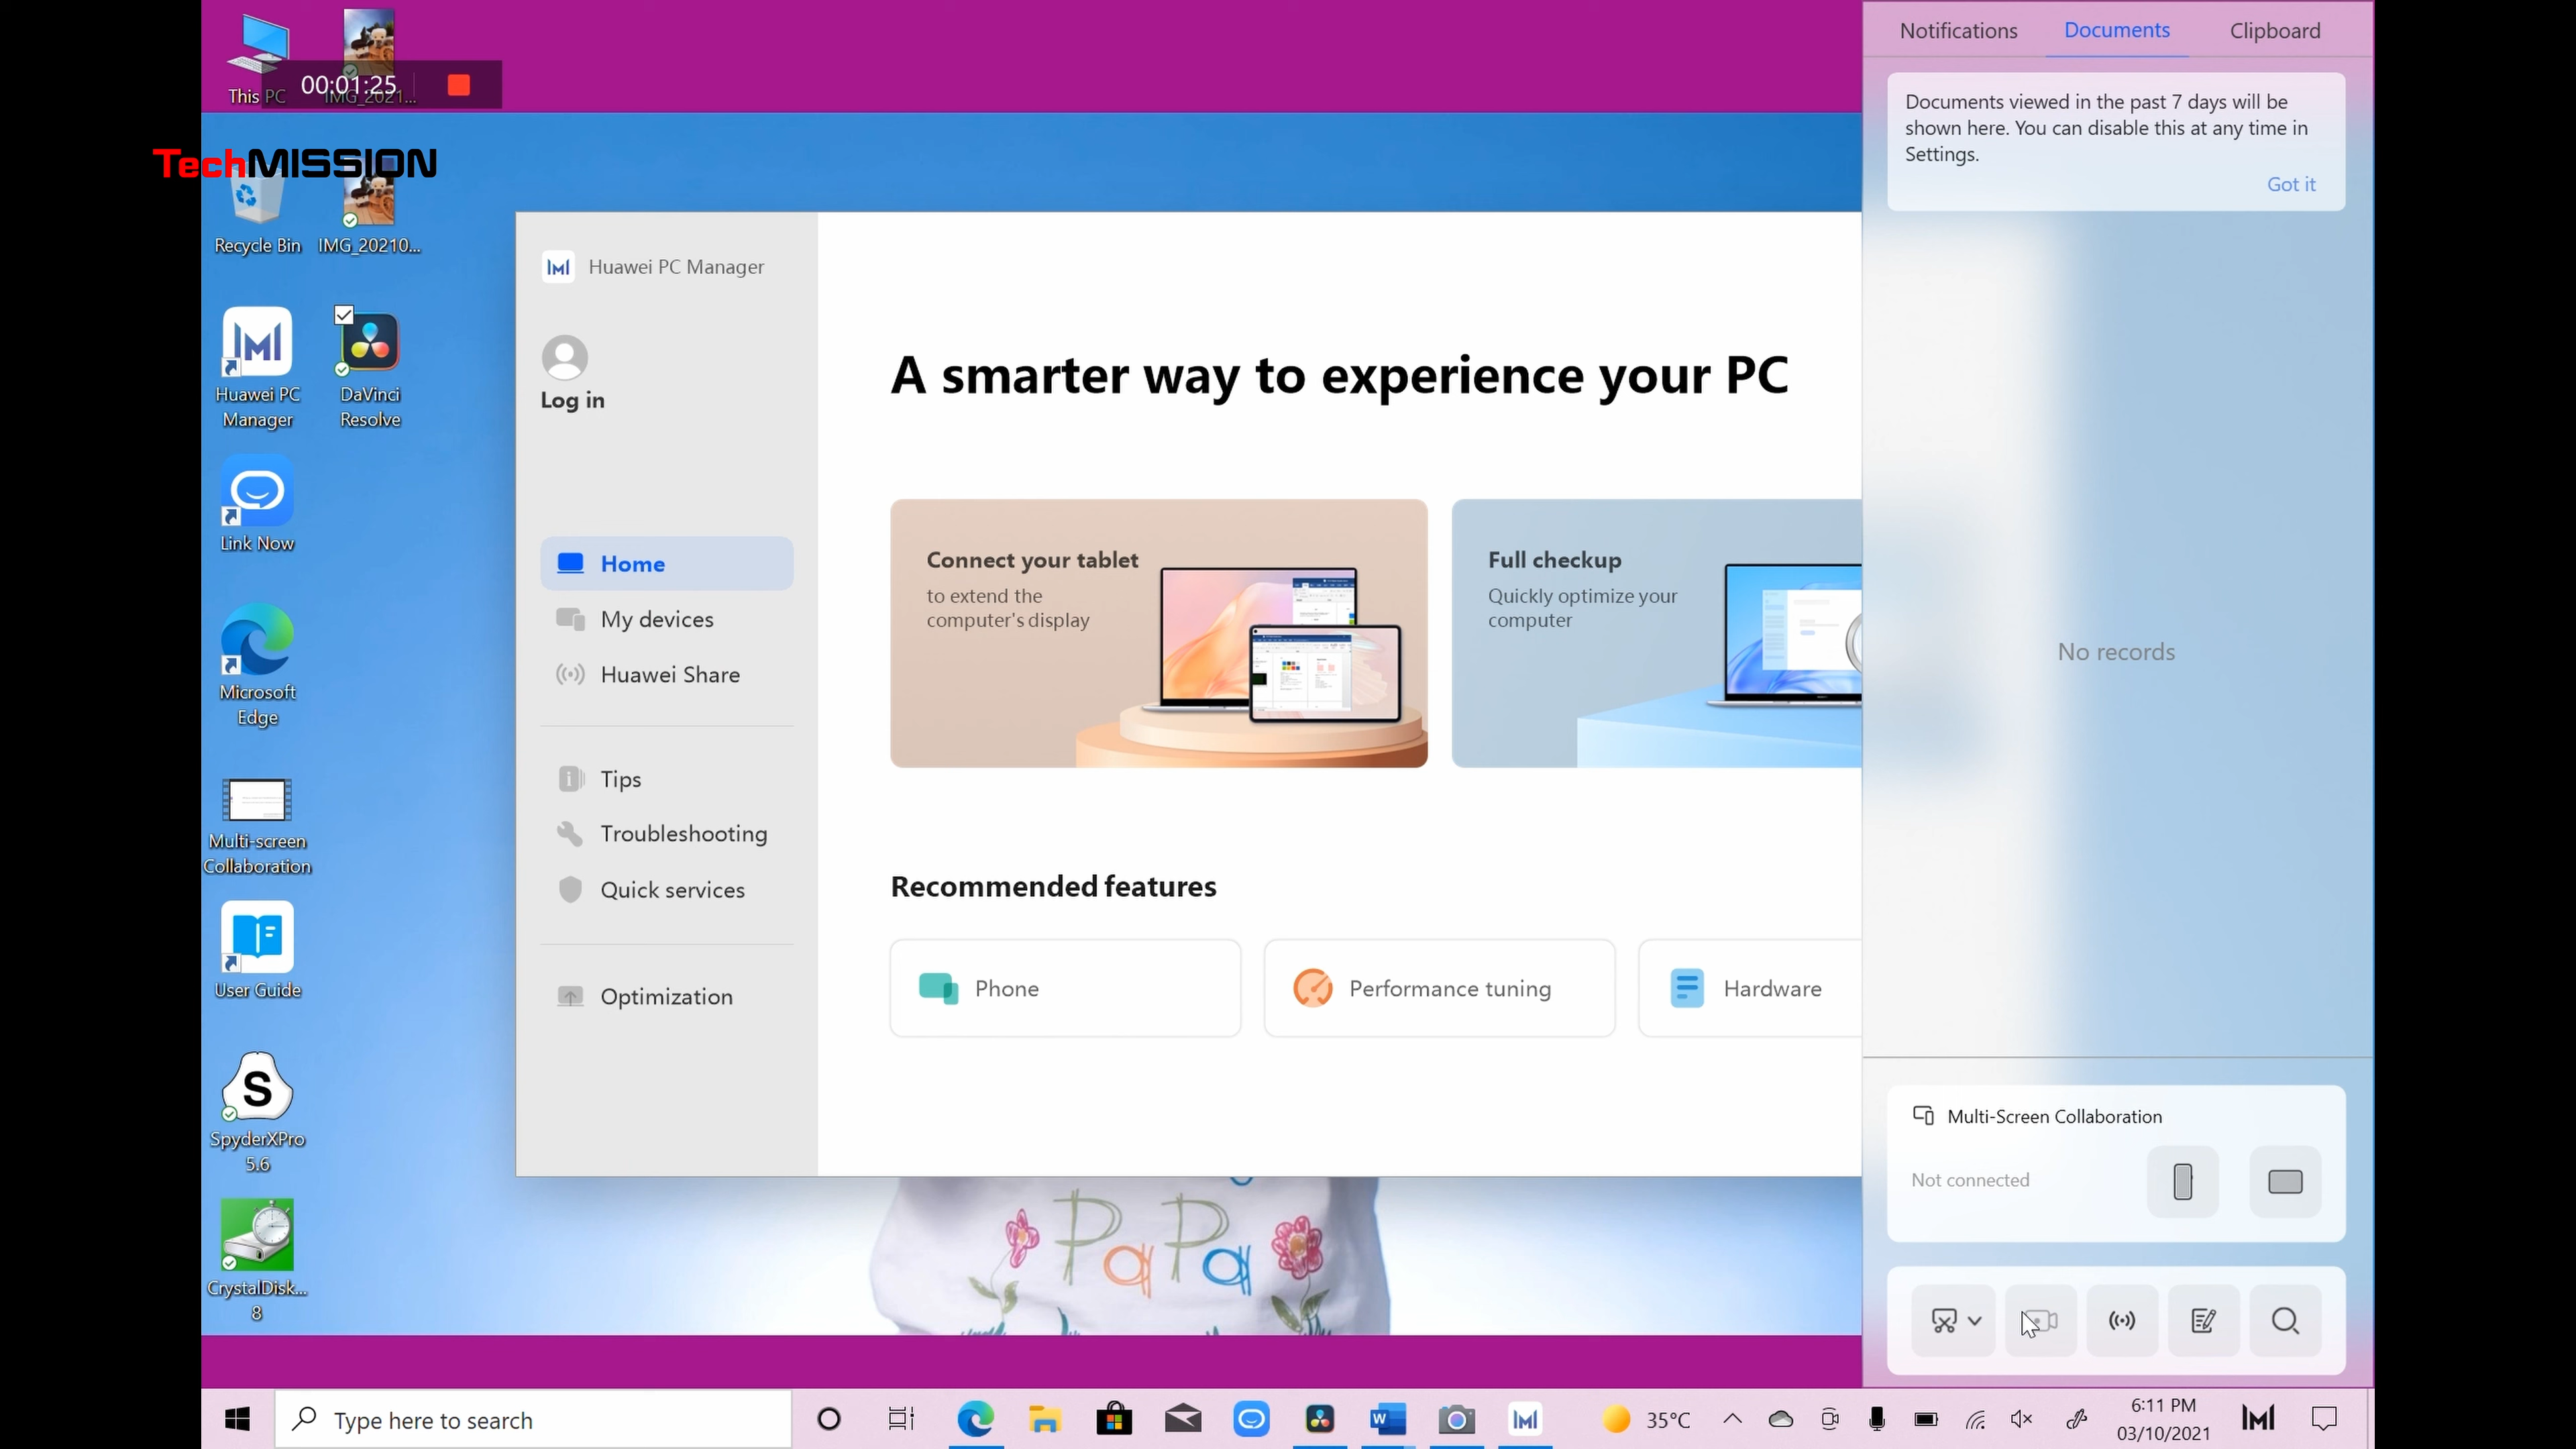 This PC
IMG_2021...
00:01:25
TechMISSION
Recycle Bin
IMG_20210...
Huawei PC
Manager
DaVinci
Resolve
Link Now
Microsoft
Edge
Multi-screen
Collaboration
User Guide
S
SpyderXPro
5.6
CrystalDisk...
8
Huawei PC Manager
Log in
Home
My devices
Huawei Share
Tips
Troubleshooting
Quick services
Optimization
A smarter way to experience your PC
Connect your tablet
to extend the
computer's display
Full checkup
Quickly optimize your
computer
Recommended features
Phone
Performance tuning
Hardware
PaPa
Notifications
Documents
Clipboard
Documents viewed in the past 7 days will be
shown here. You can disable this at any time in
Settings.
Got it
No records
Multi-Screen Collaboration
Not connected
Type here to search
35°C
6:11 PM
03/10/2021